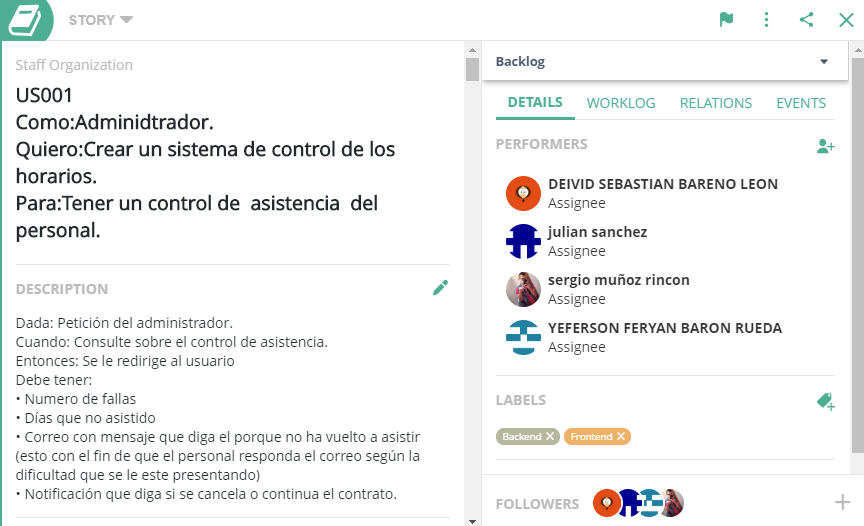 STORY
Staff Organization
US001
Como:Adminidtrador.
Quiero:Crear un sistema de control de los
horarios.
Para:Tener un control de  asistencia  del
personal.
DESCRIPTION
Dada: Petición del administrador.
Cuando: Consulte sobre el control de asistencia.
Entonces: Se le redirige al usuario
Debe tener:
• Numero de fallas
• Días que no asistido
• Correo con mensaje que diga el porque no ha vuelto a asistir
(esto con el fin de que el personal responda el correo según la
dificultad que se le este presentando)
• Notificación que diga si se cancela o continua el contrato.
Backlog
DETAILS WORKLOG RELATIONS EVENTS
PERFORMERS
DEIVID SEBASTIAN BARENO LEON
Assignee
julian sanchez
Assignee
sergio muñoz rincon
Assignee
YEFERSON FERYAN BARON RUEDA
Assignee
LABELS
Backend X Frontend X
FOLLOWERS